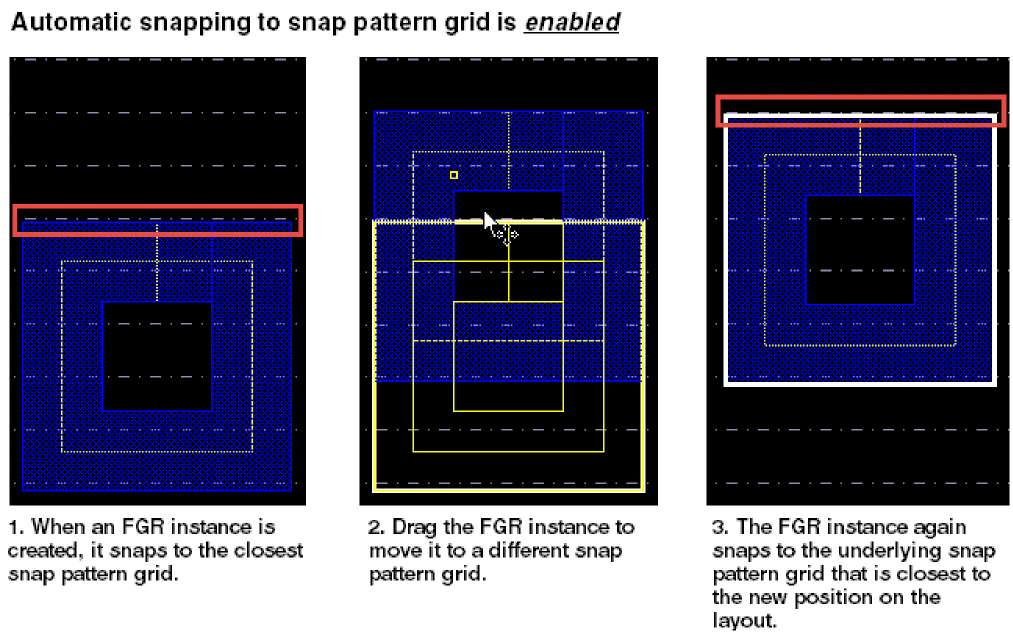 Automatic snapping to snap pattern grid is enabled
1. When an FGR instance is
created, it snaps to the closest
snap pattern grid.
2. Drag the FGR instance to
move it to a different snap
pattern grid.
3. The FGR instance again
snaps to the underlying snap
pattern grid that is closest to
the new position on the
layout.